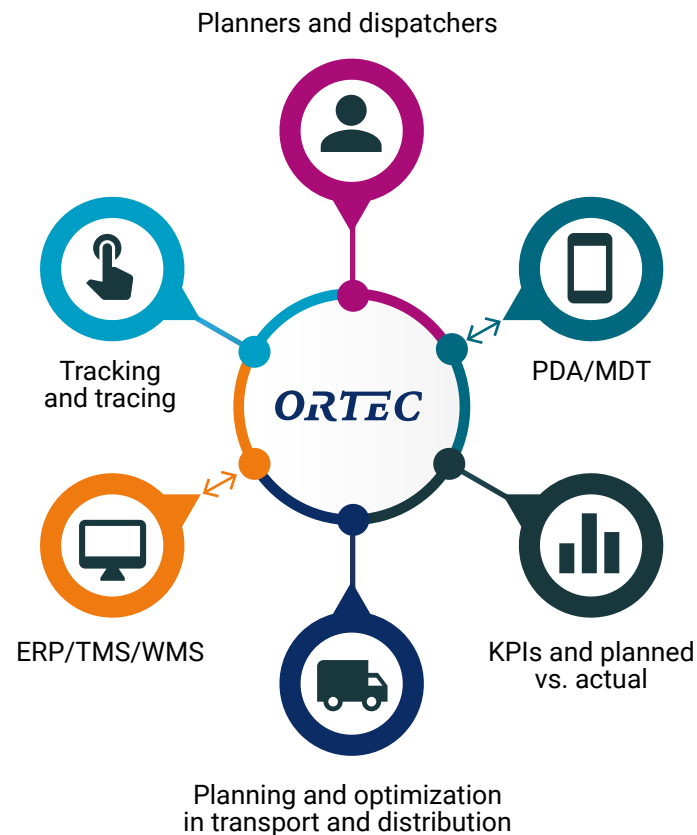 Planners and dispatchers
Tracking
and tracing
PDA/MDT
ORTEC
ERP/TMS/WMS
KPIs and planned
vs. actual
Planning and optimization
in transport and distribution